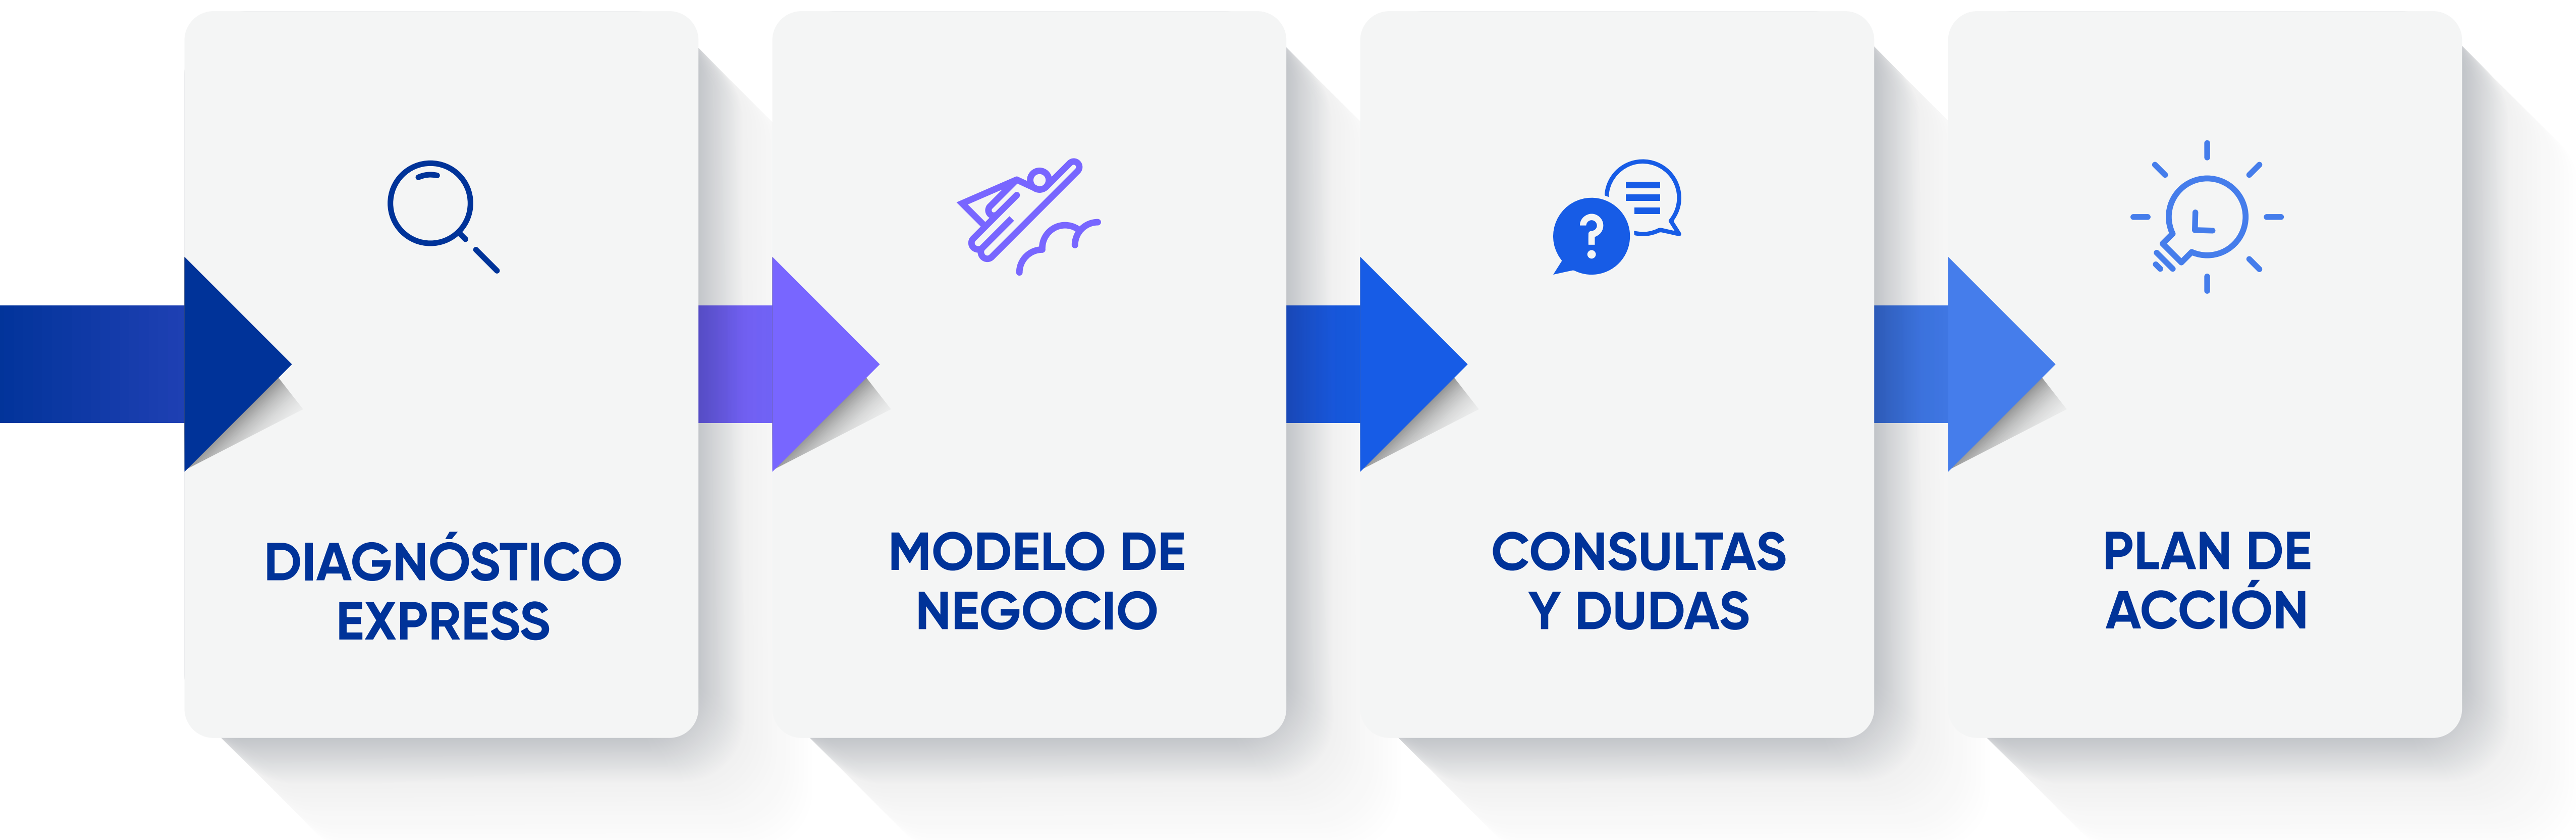 DIAGNÓSTICO
EXPRESS
MODELO DE
NEGOCIO
?
CONSULTAS
Y DUDAS
PLAN DE
ACCIÓN